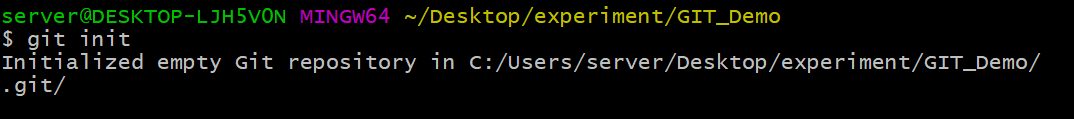 server@DESKTOP-LJH5V0N MINGW64 ~/Desktop/experiment/GIT_Demo
$ git init
Initialized empty Git repository in C:/Users/server/Desktop/experiment/GIT_Demo/
.git/